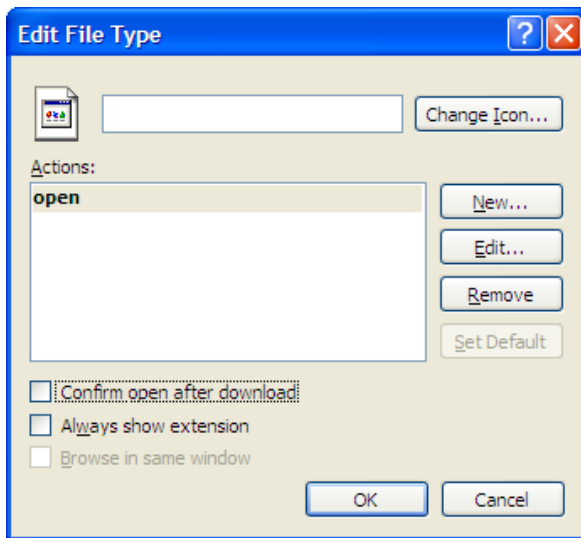 Edit File Type
Change Icon...
Actions:
open
New...
Edit...
Remove
Set Default
Confirm open after download
Always show extension
Browse in same window
OK Cancel